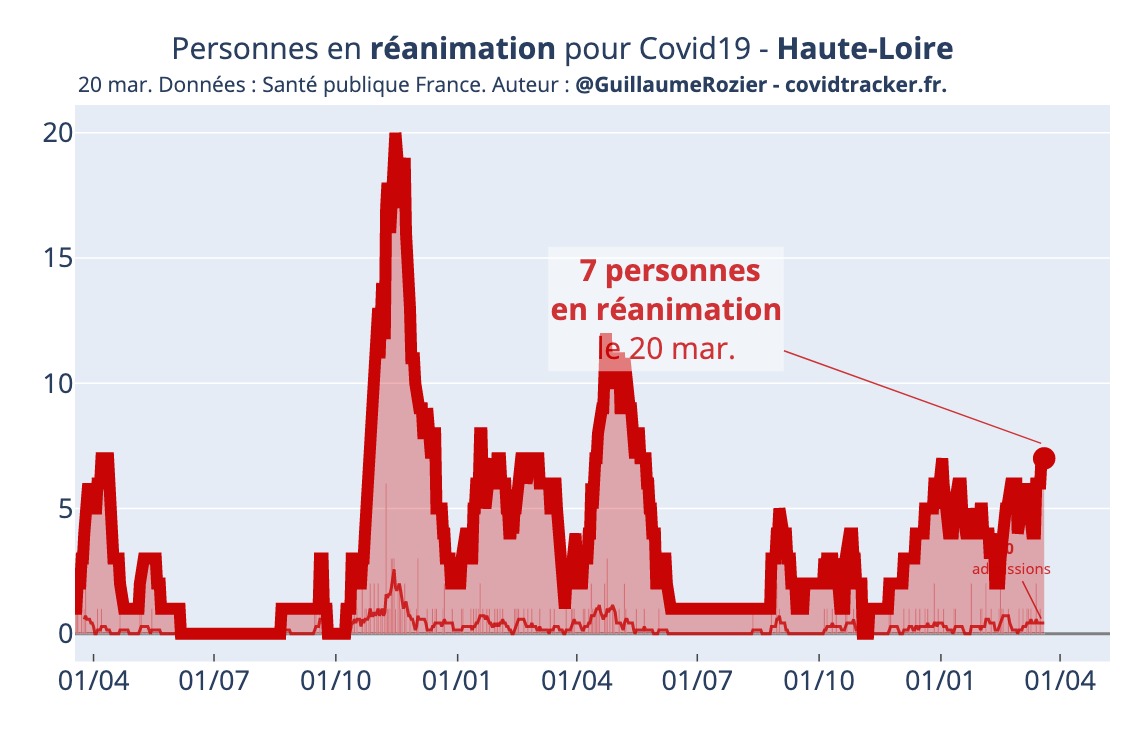 Personnes en réanimation pour Covid19 - Haute-Loire
20 mar. Données : Santé publique France. Auteur : @GuillaumeRozier - covidtracker.fr.
20
15
10
5
0
7 personnes
en réanimation
le 20 mar.
0
admissions
01/04
01/07
01/10
01/01
01/04
01/07
01/10
01/01
01/04